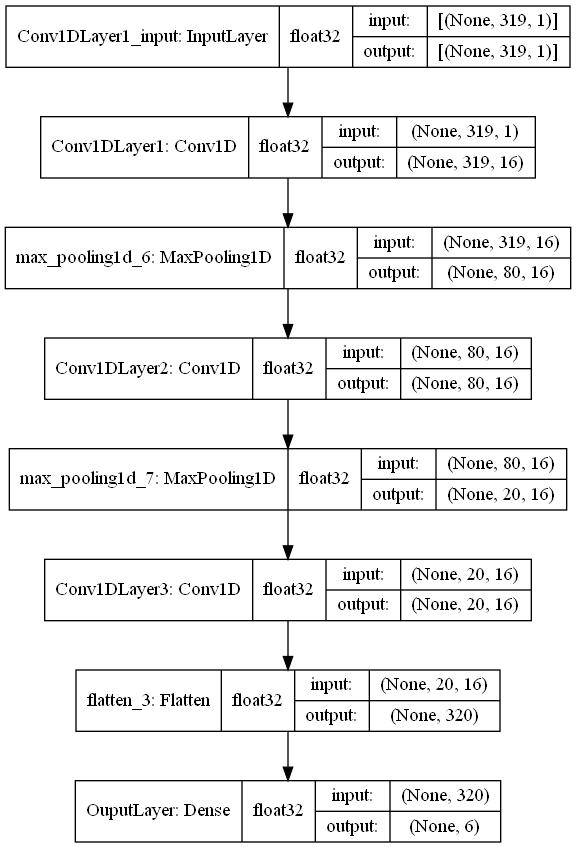 Conv1DLayer1_input: InputLayer float32 input: [(None, 319, 1)]
output: [(None, 319, 1)]
Conv1DLayer1: Conv1D float32 input: (None, 319, 1)
output: (None, 319, 16)
max_pooling1d_6: MaxPooling1D float32 input: (None, 319, 16)
output: (None, 80, 16)
Conv1DLayer2: Conv1D float32 input: (None, 80, 16)
output: (None, 80, 16)
max_pooling1d_7: MaxPooling1D float32 input: (None, 80, 16)
output: (None, 20, 16)
Conv1DLayer3: Conv1D float32 input: (None, 20, 16)
output: (None, 20, 16)
flatten_3: Flatten float32 input: (None, 20, 16)
output: (None, 320)
OuputLayer: Dense float32 input: (None, 320)
output: (None, 6)